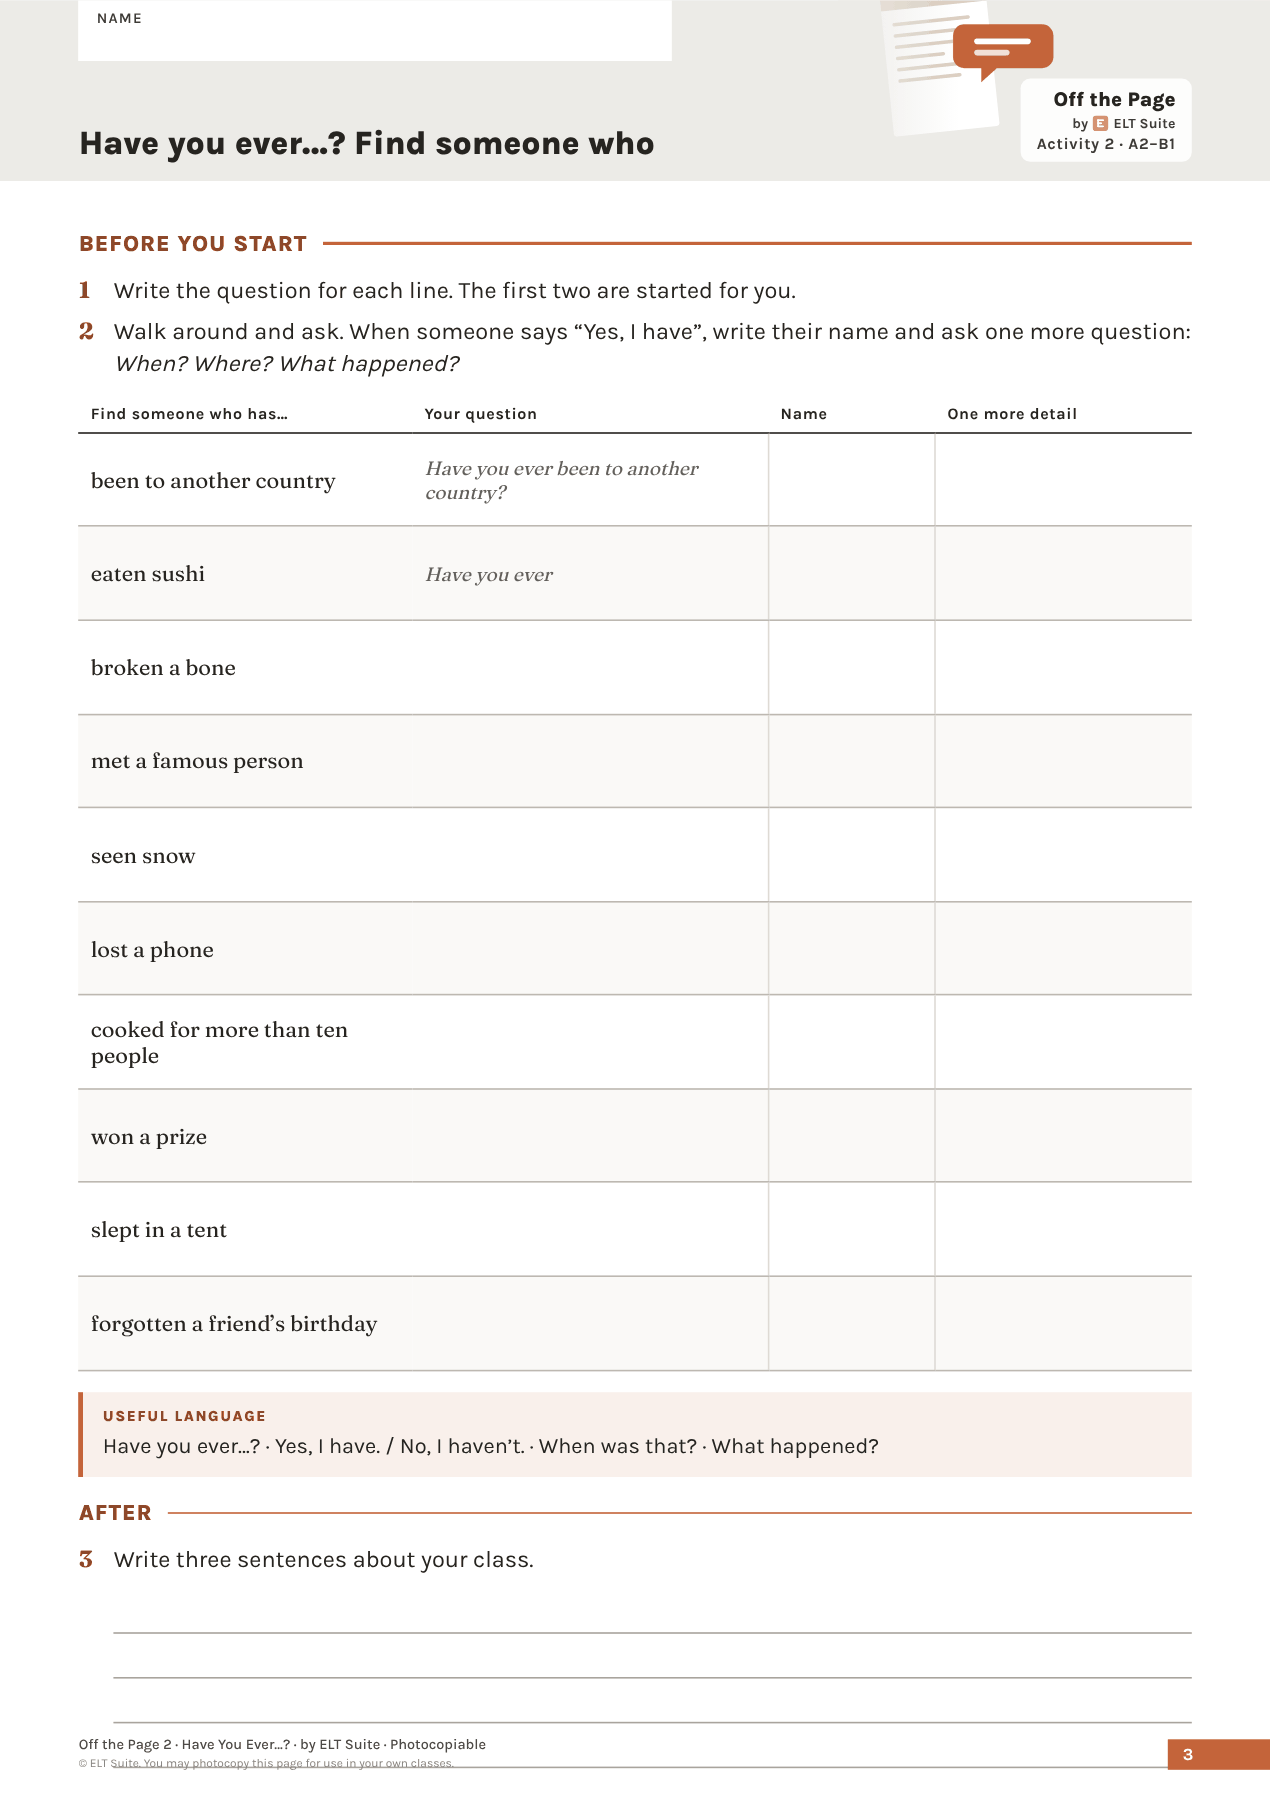 NAME
Have you ever…? Find someone who
Off the Page
by E ELT Suite
Activity 2 · A2–B1
BEFORE YOU START
1 Write the question for each line. The first two are started for you.
2 Walk around and ask. When someone says “Yes, I have”, write their name and ask one more question:
When? Where? What happened?
Find someone who has… Your question Name One more detail
been to another country Have you ever been to another
country?
eaten sushi Have you ever
broken a bone
met a famous person
seen snow
lost a phone
cooked for more than ten
people
won a prize
slept in a tent
forgotten a friend’s birthday
USEFUL LANGUAGE
Have you ever…? · Yes, I have. / No, I haven’t. · When was that? · What happened?
AFTER
3 Write three sentences about your class.
Off the Page 2 · Have You Ever…? · by ELT Suite · Photocopiable
© ELT Suite. You may photocopy this page for use in your own classes.
3